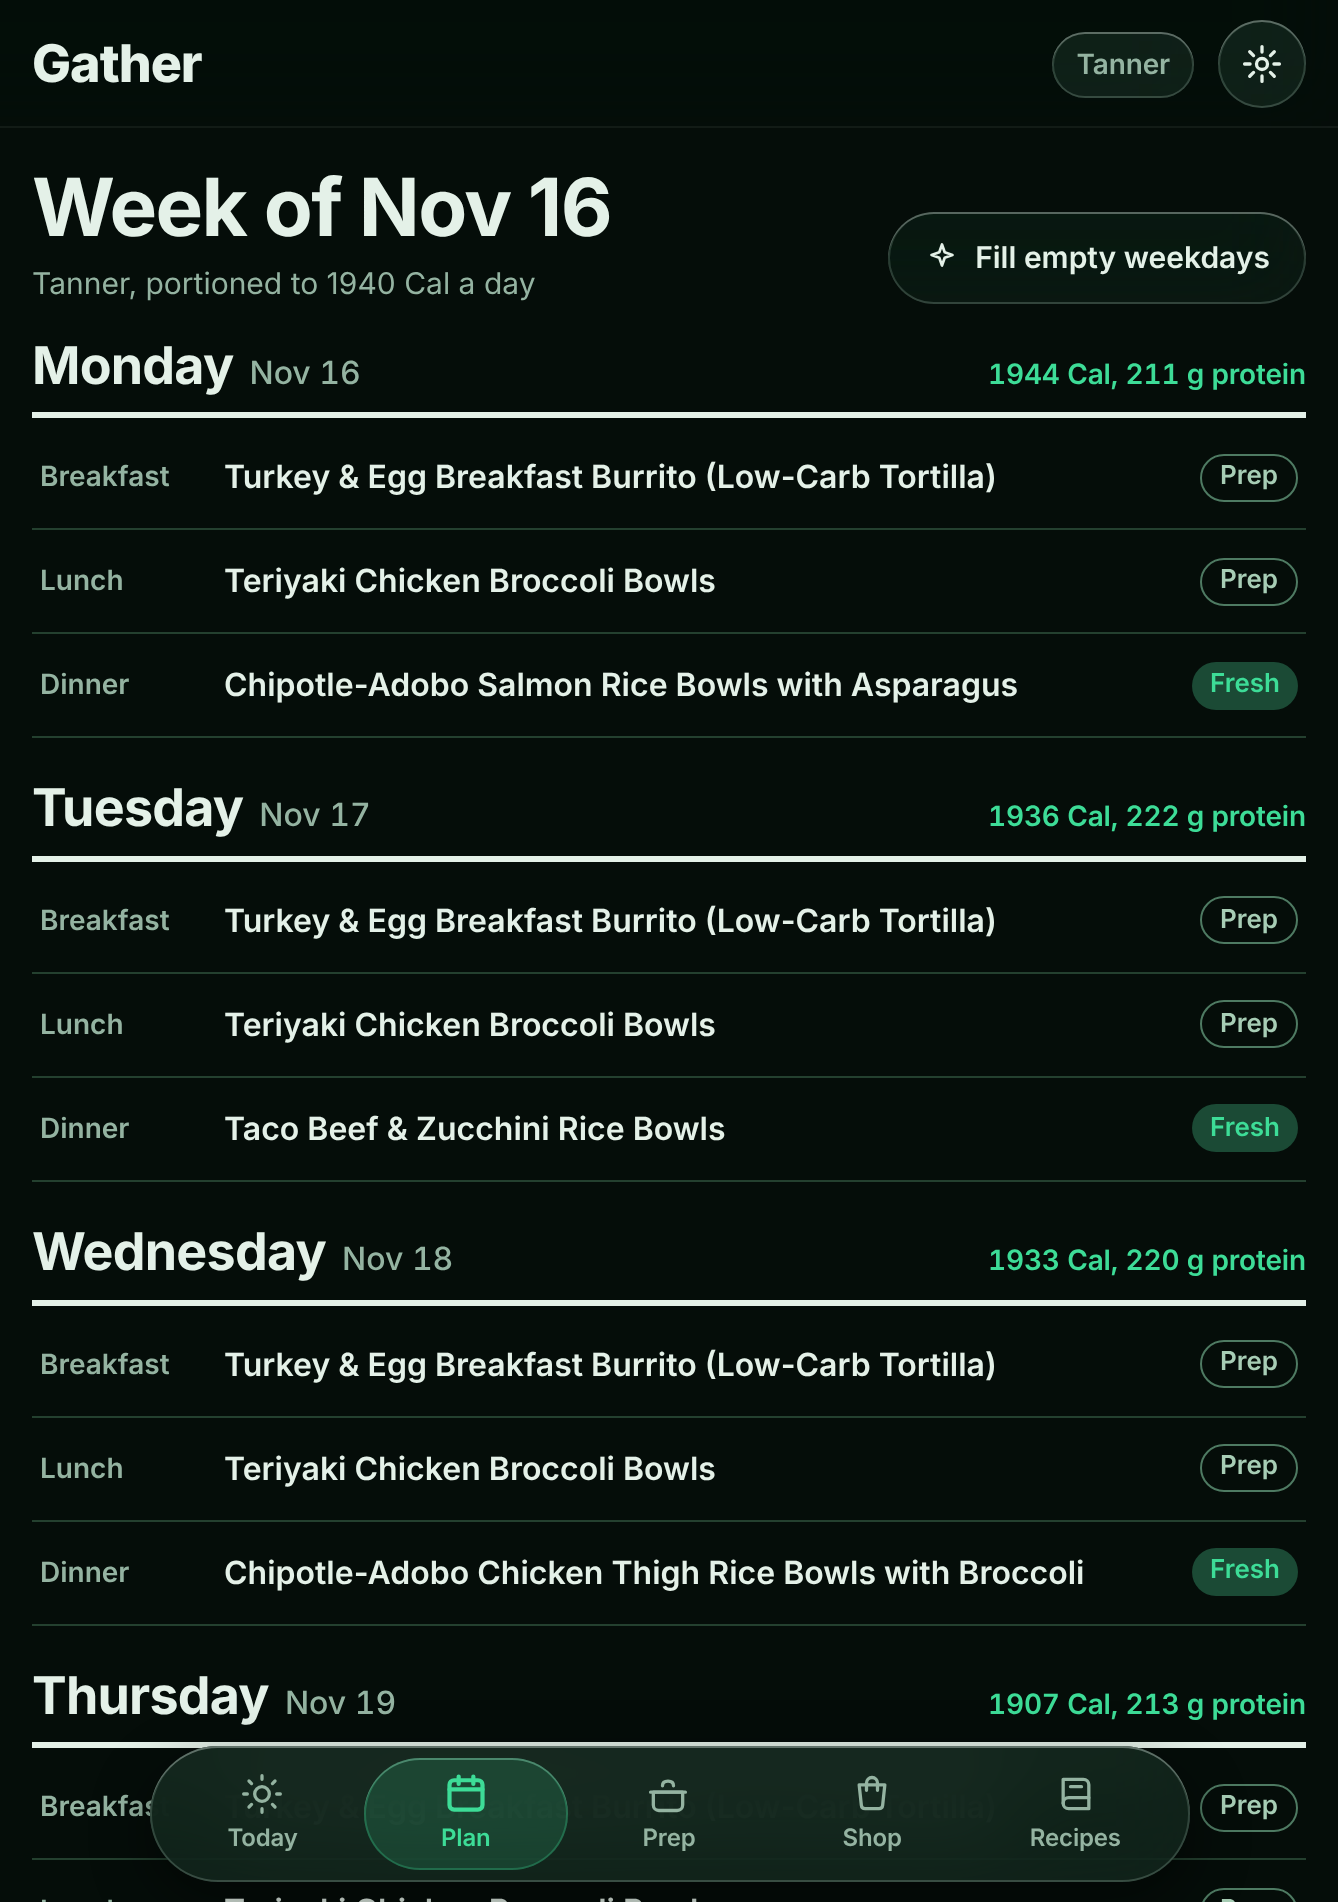 Gather
Tanner
Week of Nov 16
Tanner, portioned to 1940 Cal a day
Fill empty weekdays
Monday Nov 16
1944 Cal, 211 g protein
Breakfast
Turkey & Egg Breakfast Burrito (Low-Carb Tortilla)
Prep
Lunch
Teriyaki Chicken Broccoli Bowls
Prep
Dinner
Chipotle-Adobo Salmon Rice Bowls with Asparagus
Fresh
Tuesday Nov 17
1936 Cal, 222 g protein
Breakfast
Turkey & Egg Breakfast Burrito (Low-Carb Tortilla)
Prep
Lunch
Teriyaki Chicken Broccoli Bowls
Prep
Dinner
Taco Beef & Zucchini Rice Bowls
Fresh
Wednesday Nov 18
1933 Cal, 220 g protein
Breakfast
Turkey & Egg Breakfast Burrito (Low-Carb Tortilla)
Prep
Lunch
Teriyaki Chicken Broccoli Bowls
Prep
Dinner
Chipotle-Adobo Chicken Thigh Rice Bowls with Broccoli
Fresh
Thursday Nov 19
1907 Cal, 213 g protein
Prep
Today
Plan
Prep
Shop
Recipes